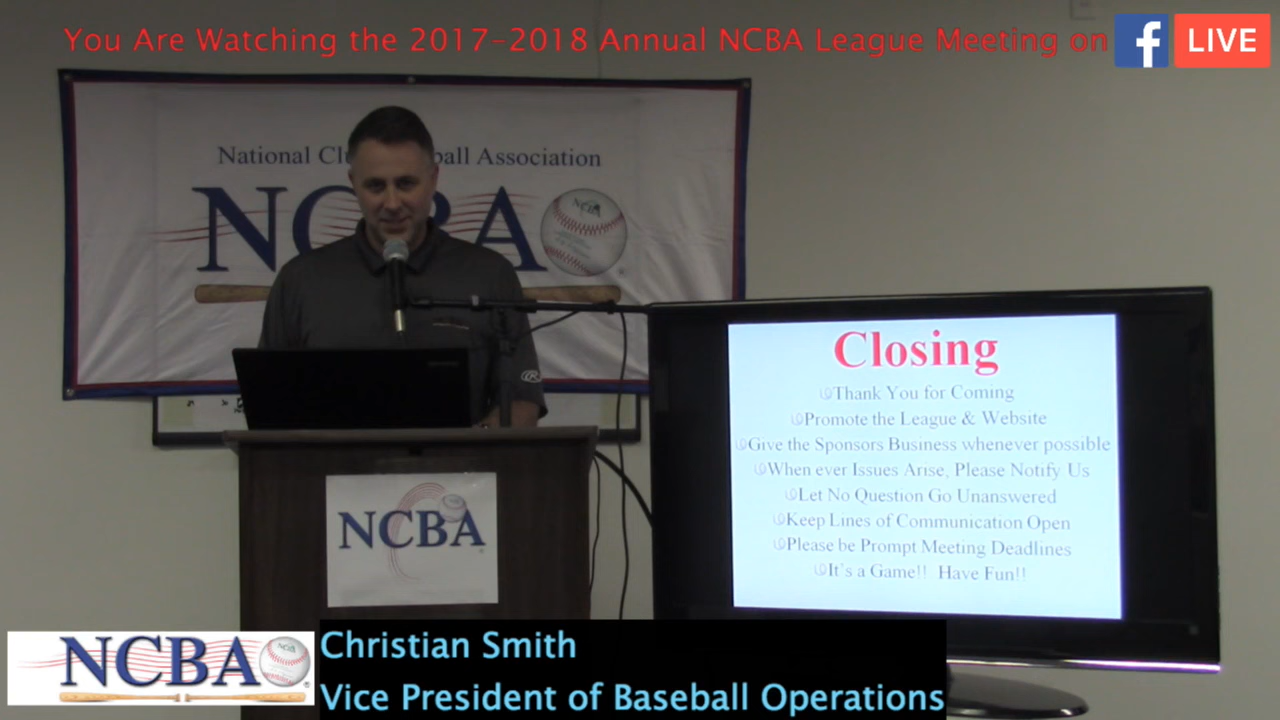 You Are Watching the 2017-2018 Annual NCBA League Meeting on f LIVE
National Cl ball Association
NCBA
Closing
Thank You for Coming
Promote the League & Website
Give the Sponsors Business whenever possible
When ever Issues Arise, Please Notify Us
Let No Question Go Unanswered
Keep Lines of Communication Open
Please be Prompt Meeting Deadlines
It's a Game!! Have Fun!!
NCBA
NCBA
Christian Smith
Vice President of Baseball Operations